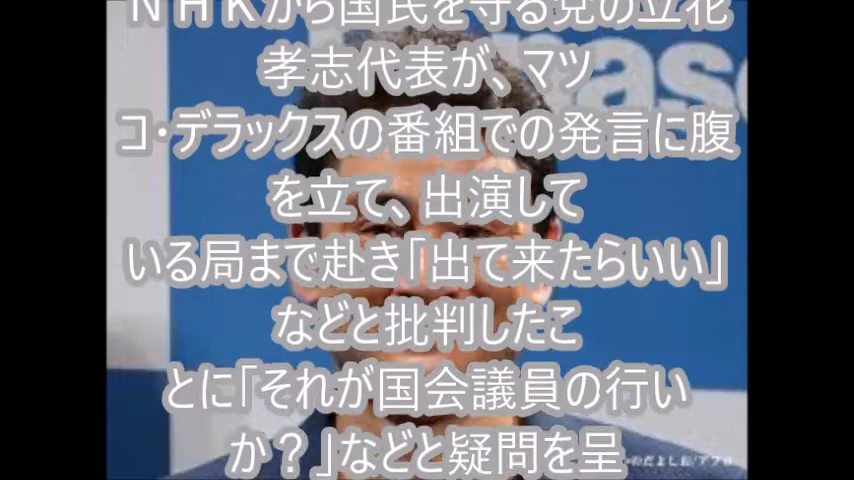 NHKから国民を守る党の立花
孝志代表が、マツ
コ・デラックスの番組での発言に腹
を立て、出演して
いる局まで赴き「出て来たらいい」
などと批判したこ
とに「それが国会議員の行い
か？」などと疑問を呈